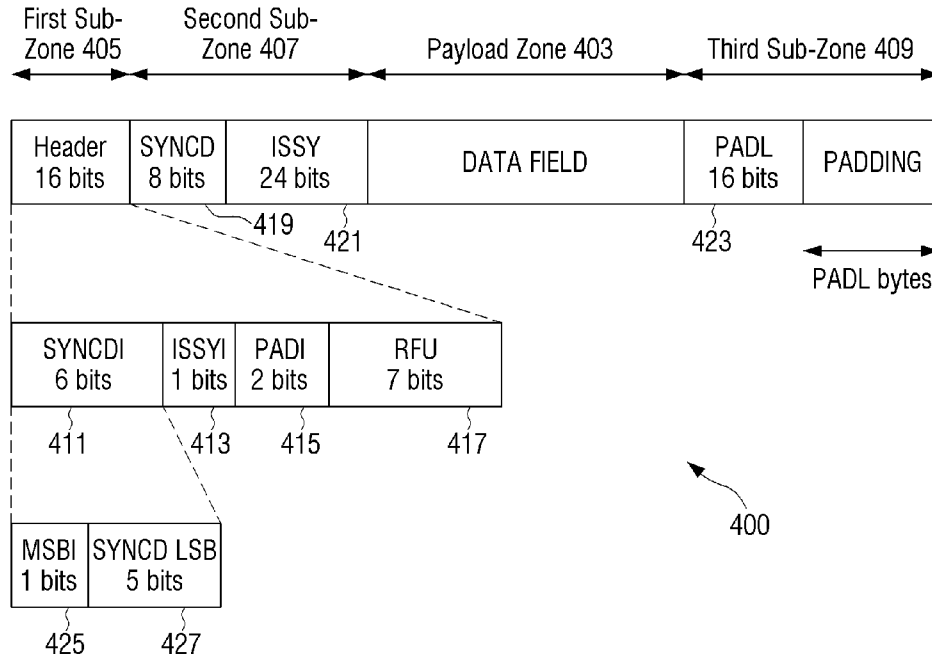 First Sub-Zone 405
Second Sub-Zone 407
Payload Zone 403
Third Sub-Zone 409
Header
16 bits
SYNCD
8 bits
ISSY
24 bits
DATA FIELD
PADL
16 bits
PADDING
419
421
423
PADL bytes
SYNCDI
6 bits
ISSYI
1 bits
PADI
2 bits
RFU
7 bits
411
413
415
417
400
MSBI
1 bits
SYNCD LSB
5 bits
425
427